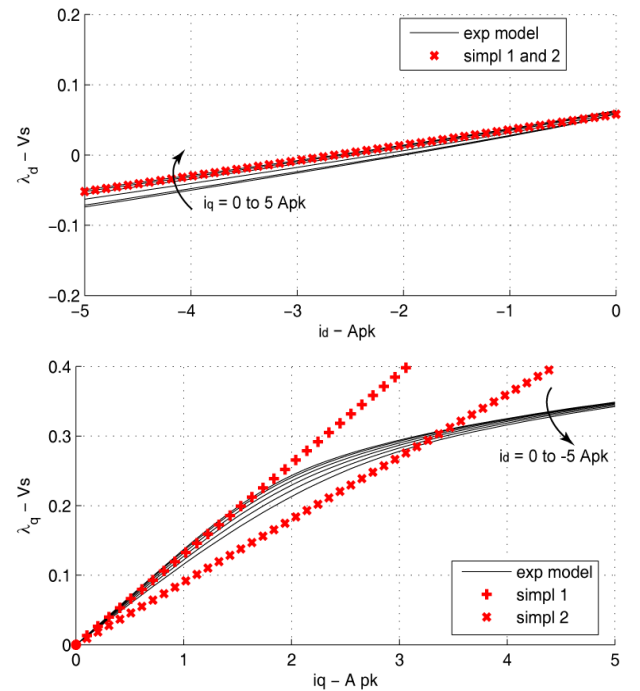 0.2
0.1
0
−0.1
−0.2
λd − Vs
exp model
simpl 1 and 2
iq = 0 to 5 Apk
−5
−4
−3
−2
−1
0
id − Apk
0.4
0.3
0.2
0.1
0
λq − Vs
id = 0 to -5 Apk
exp model
simpl 1
simpl 2
0
1
2
3
4
5
iq − A pk